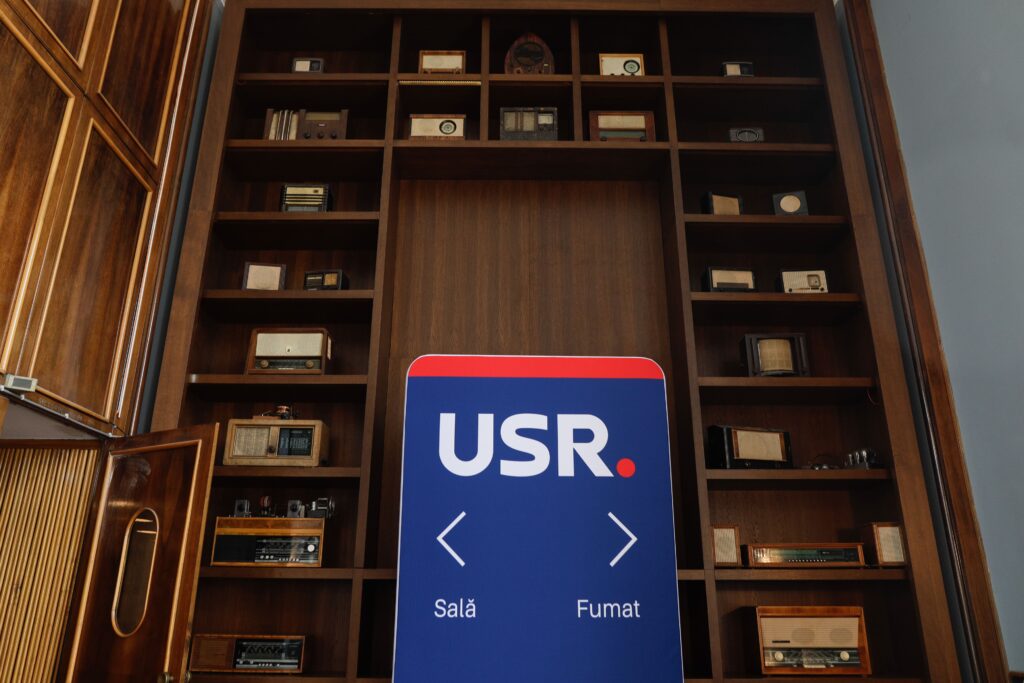 USR.
< >
Sală Fumat